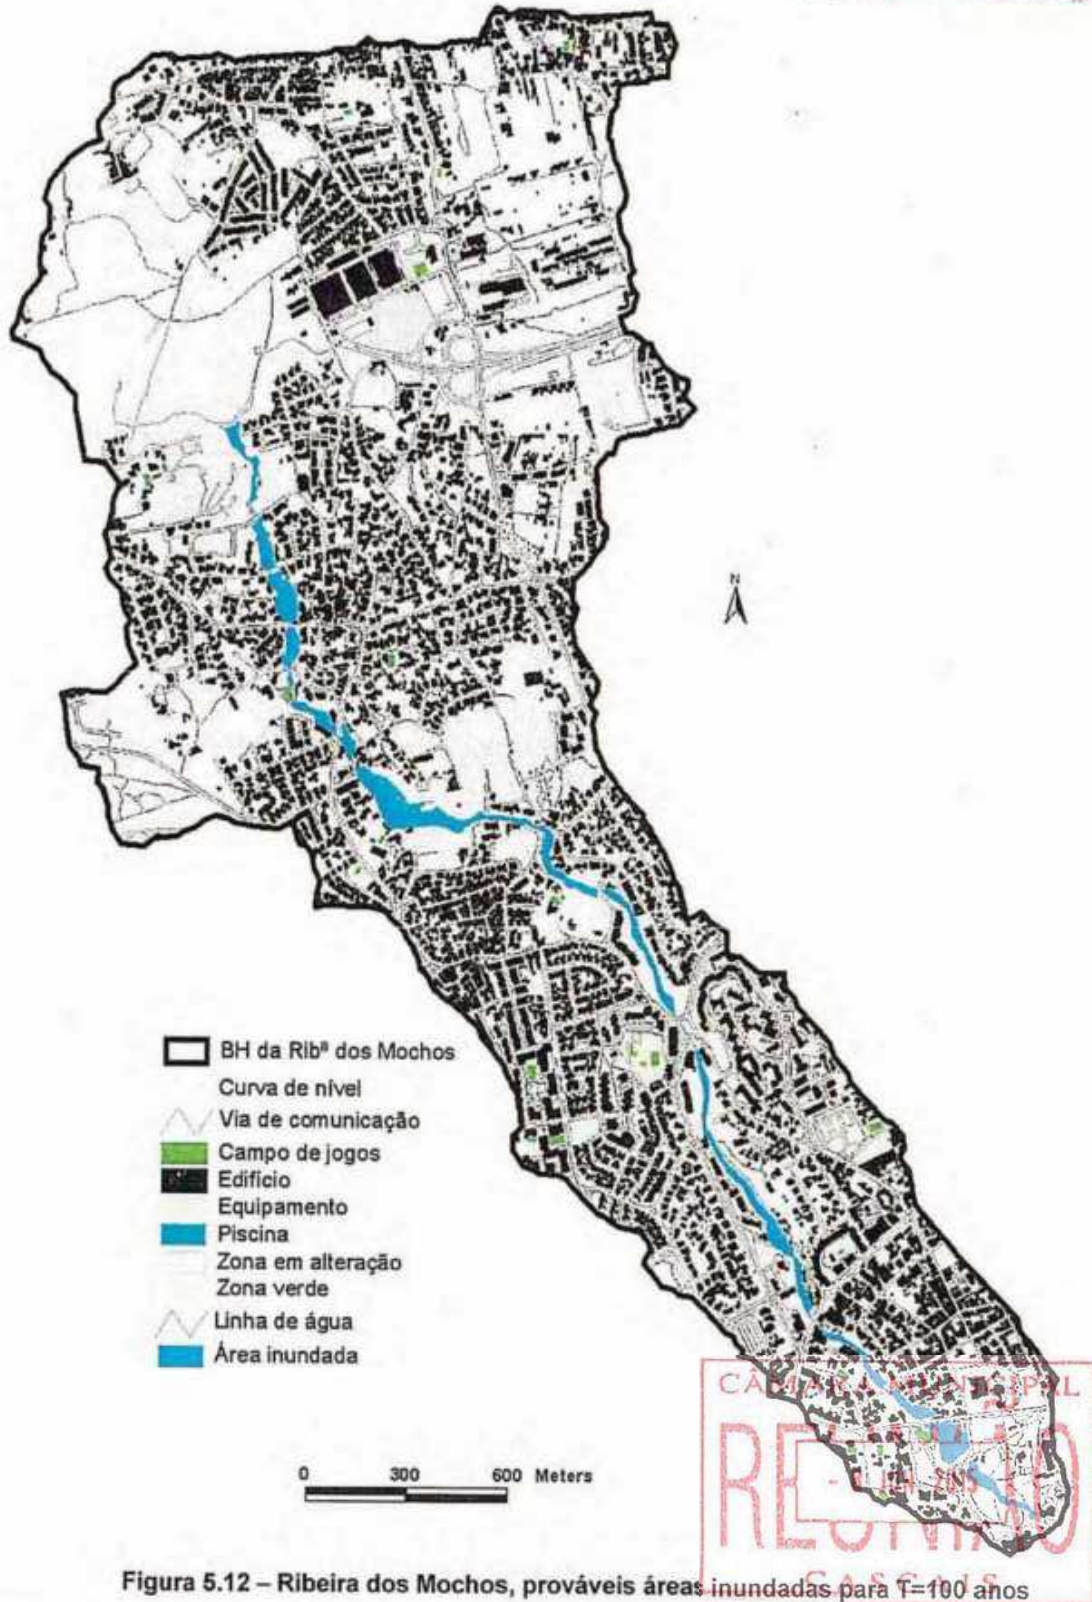 N
BH da Ribª dos Mochos
Curva de nível
Via de comunicação
Campo de jogos
Edifício
Equipamento
Piscina
Zona em alteração
Zona verde
Linha de água
Área inundada
0 300 600 Meters
CÂMARA MUNICIPAL
REUNIÃO
CASCAIS
Figura 5.12 – Ribeira dos Mochos, prováveis áreas inundadas para T=100 anos